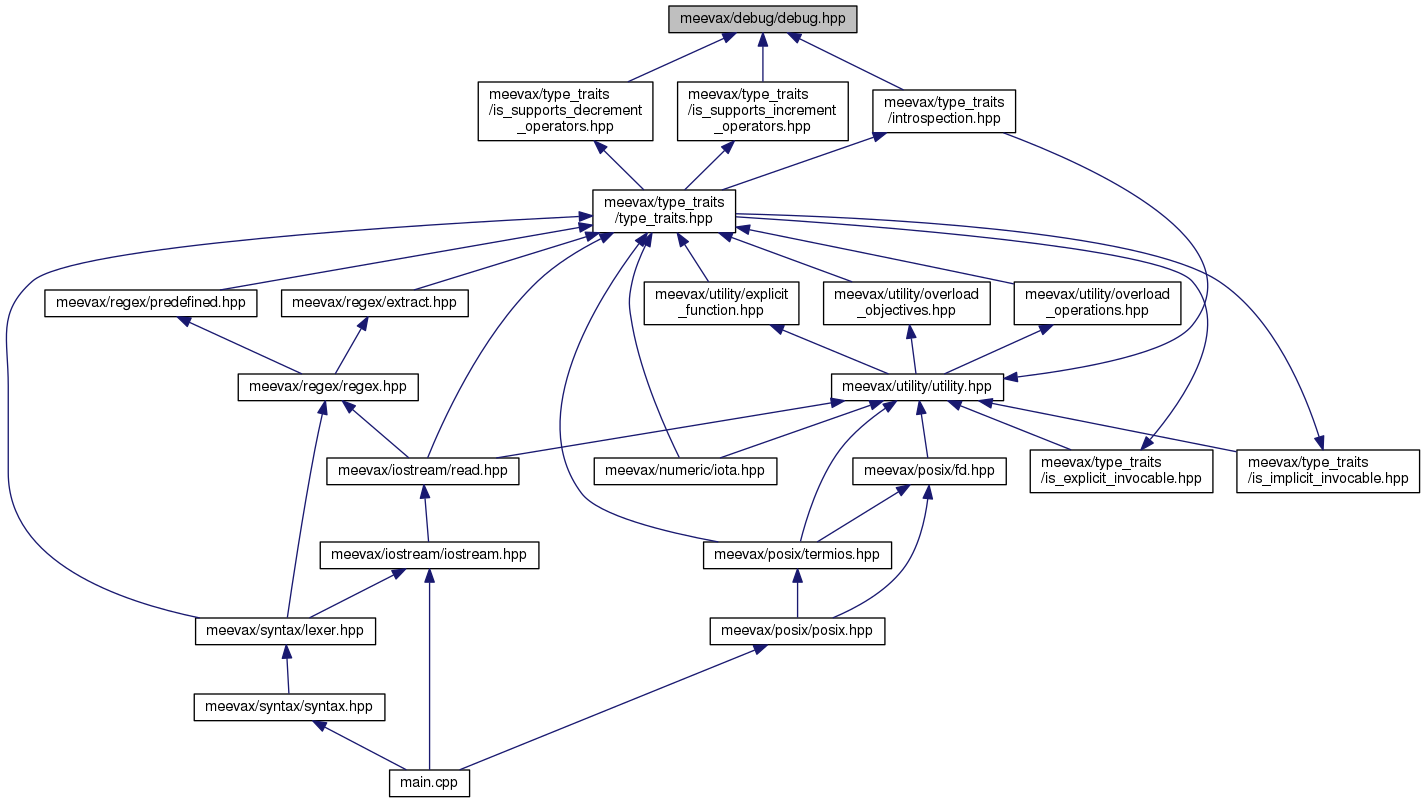 meevax/debug/debug.hpp
meevax/type_traits
/is_supports_decrement
_operators.hpp
meevax/type_traits
/is_supports_increment
_operators.hpp
meevax/type_traits
/introspection.hpp
meevax/type_traits
/type_traits.hpp
meevax/regex/predefined.hpp
meevax/regex/extract.hpp
meevax/utility/explicit
_function.hpp
meevax/utility/overload
_objectives.hpp
meevax/utility/overload
_operations.hpp
meevax/regex/regex.hpp
meevax/utility/utility.hpp
meevax/iostream/read.hpp
meevax/numeric/iota.hpp
meevax/posix/fd.hpp
meevax/type_traits
/is_explicit_invocable.hpp
meevax/type_traits
/is_implicit_invocable.hpp
meevax/iostream/iostream.hpp
meevax/posix/termios.hpp
meevax/syntax/lexer.hpp
meevax/posix/posix.hpp
meevax/syntax/syntax.hpp
main.cpp